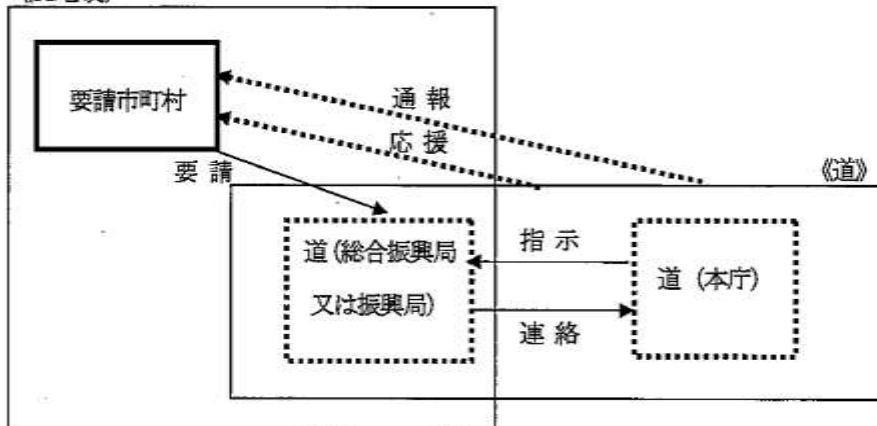 要請市町村
通報
応援
要請
《道》
道（総合振興局
又は振興局）
指示
連絡
道（本庁）